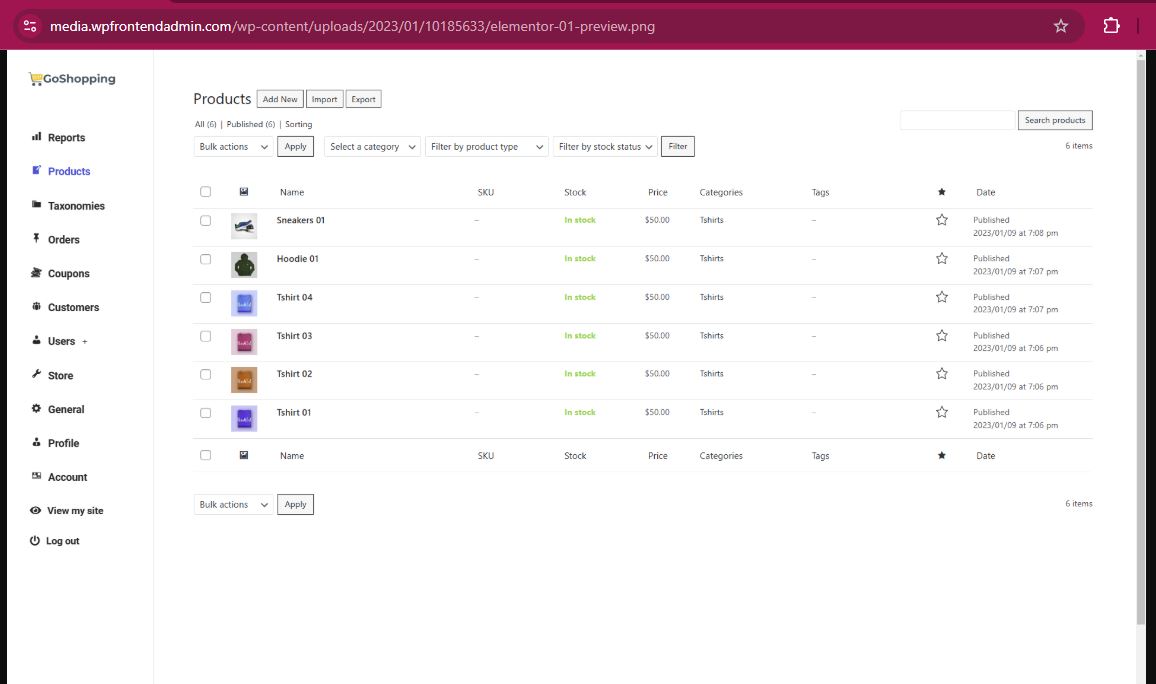 media.wpfrontendadmin.com/wp-content/uploads/2023/01/10185633/elementor-01-preview.png
GoShopping
Reports
Products
Taxonomies
Orders
Coupons
Customers
Users +
Store
General
Profile
Account
View my site
Log out
Products Add New Import Export
All (6) | Published (6) | Sorting
Search products
Bulk actions Apply Select a category Filter by product type Filter by stock status Filter
6 items
Name SKU Stock Price Categories Tags Date
Sneakers 01 – In stock $50.00 Tshirts – Published
2023/01/09 at 7:08 pm
Hoodie 01 – In stock $50.00 Tshirts – Published
2023/01/09 at 7:07 pm
Tshirt 04 – In stock $50.00 Tshirts – Published
2023/01/09 at 7:07 pm
Tshirt 03 – In stock $50.00 Tshirts – Published
2023/01/09 at 7:06 pm
Tshirt 02 – In stock $50.00 Tshirts – Published
2023/01/09 at 7:06 pm
Tshirt 01 – In stock $50.00 Tshirts – Published
2023/01/09 at 7:06 pm
Name SKU Stock Price Categories Tags Date
Bulk actions Apply
6 items